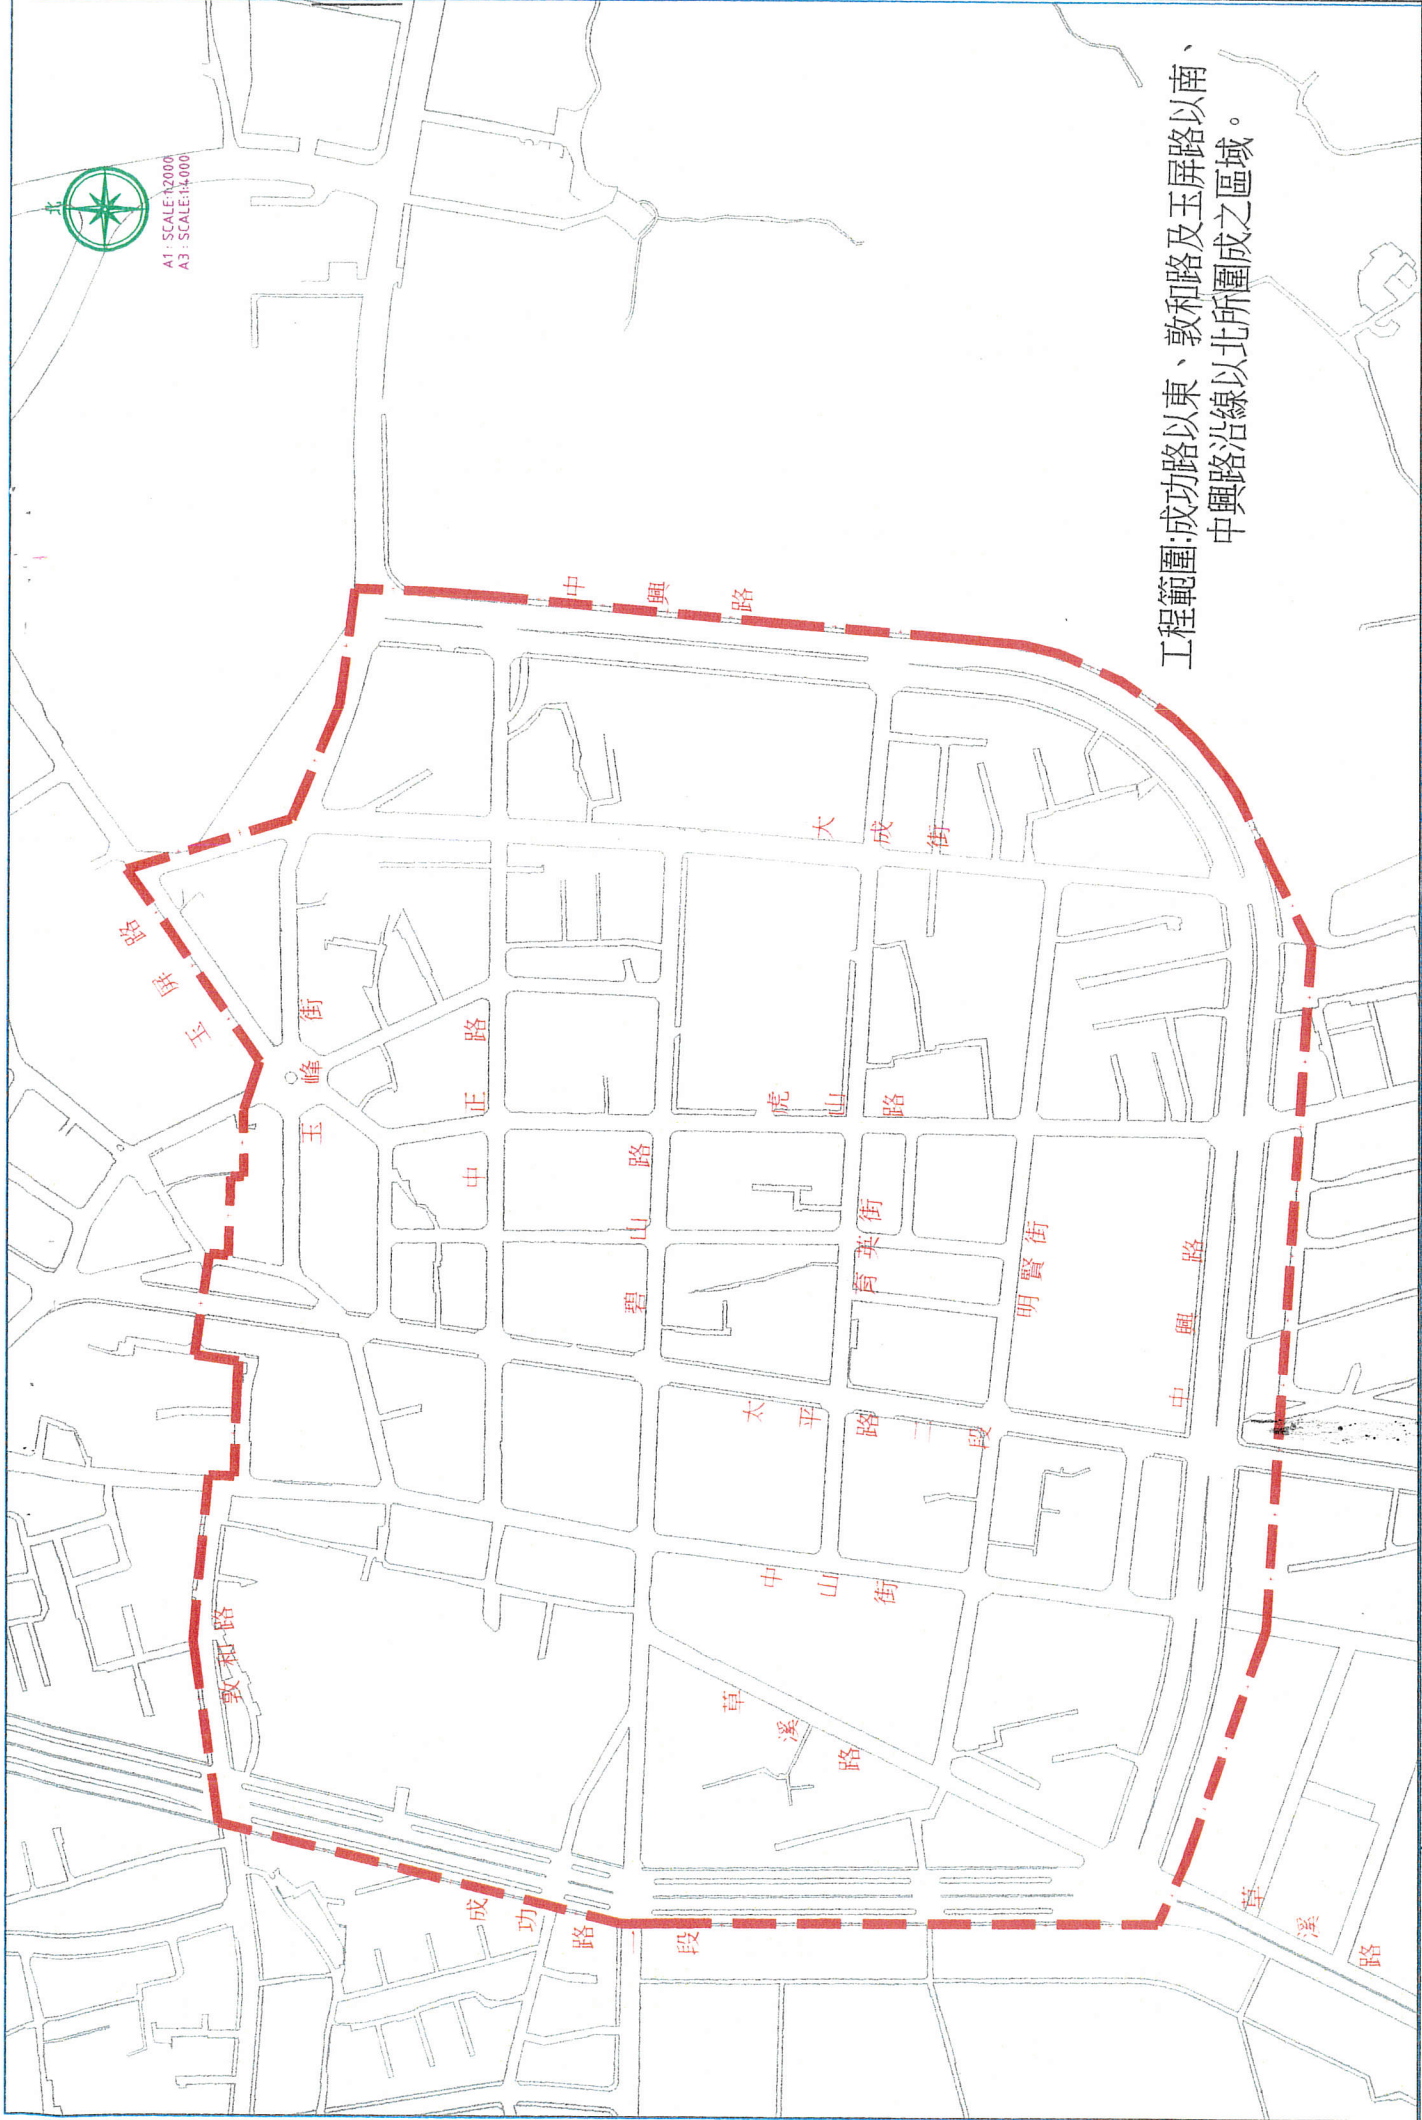 北
A1 : SCALE:1:2000
A3 : SCALE:1:4000
玉屏路
中興路
玉峰街
中正路
大成街
虎山路
碧山路
育英街
明賢街
中興路
太平路二段
中山街
敦和路
草溪路
成功路一段
草溪路
工程範圍:成功路以東、敦和路及玉屏路以南、
中興路沿線以北所圍成之區域。